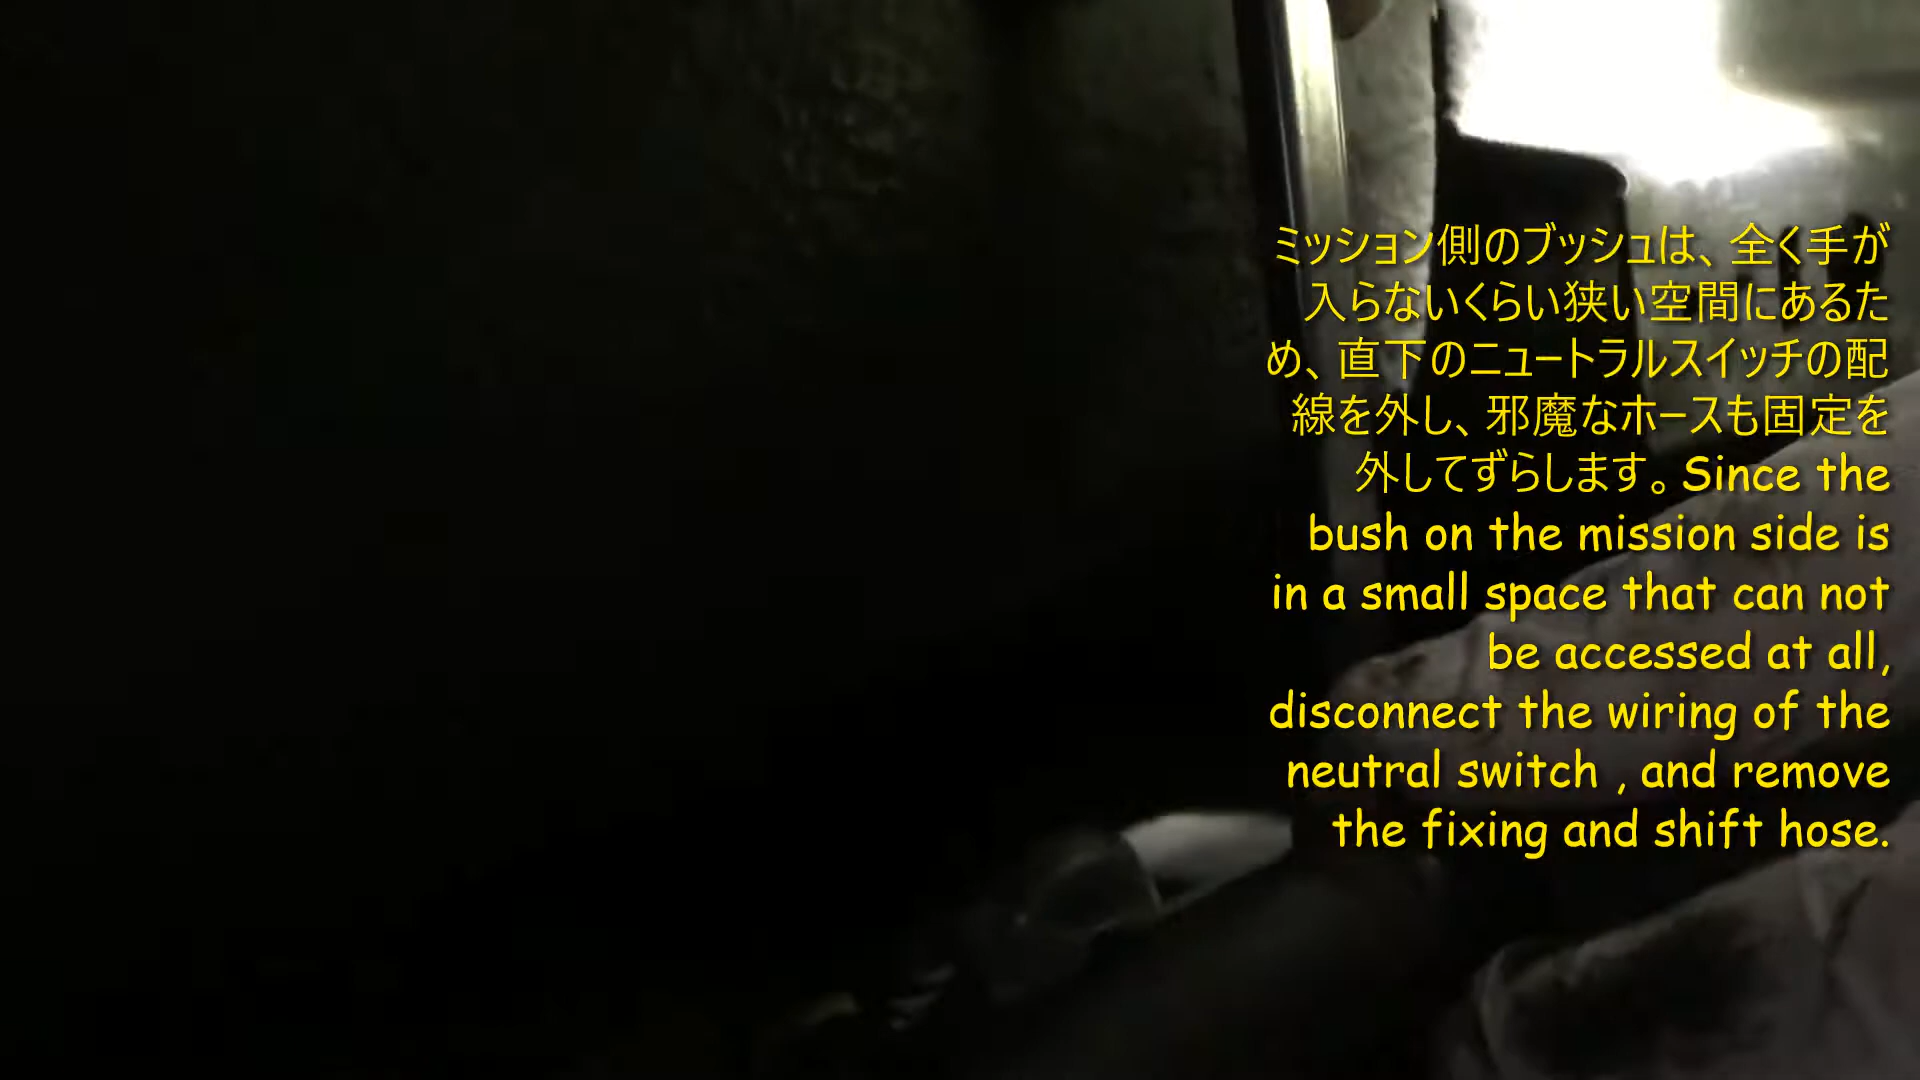 ミッション側のブッシュは、全く手が
入らないくらい狭い空間にあるた
め、直下のニュートラルスイッチの配
線を外し、邪魔なホースも固定を
外してずらします。Since the
bush on the mission side is
in a small space that can not
be accessed at all,
disconnect the wiring of the
neutral switch , and remove
the fixing and shift hose.